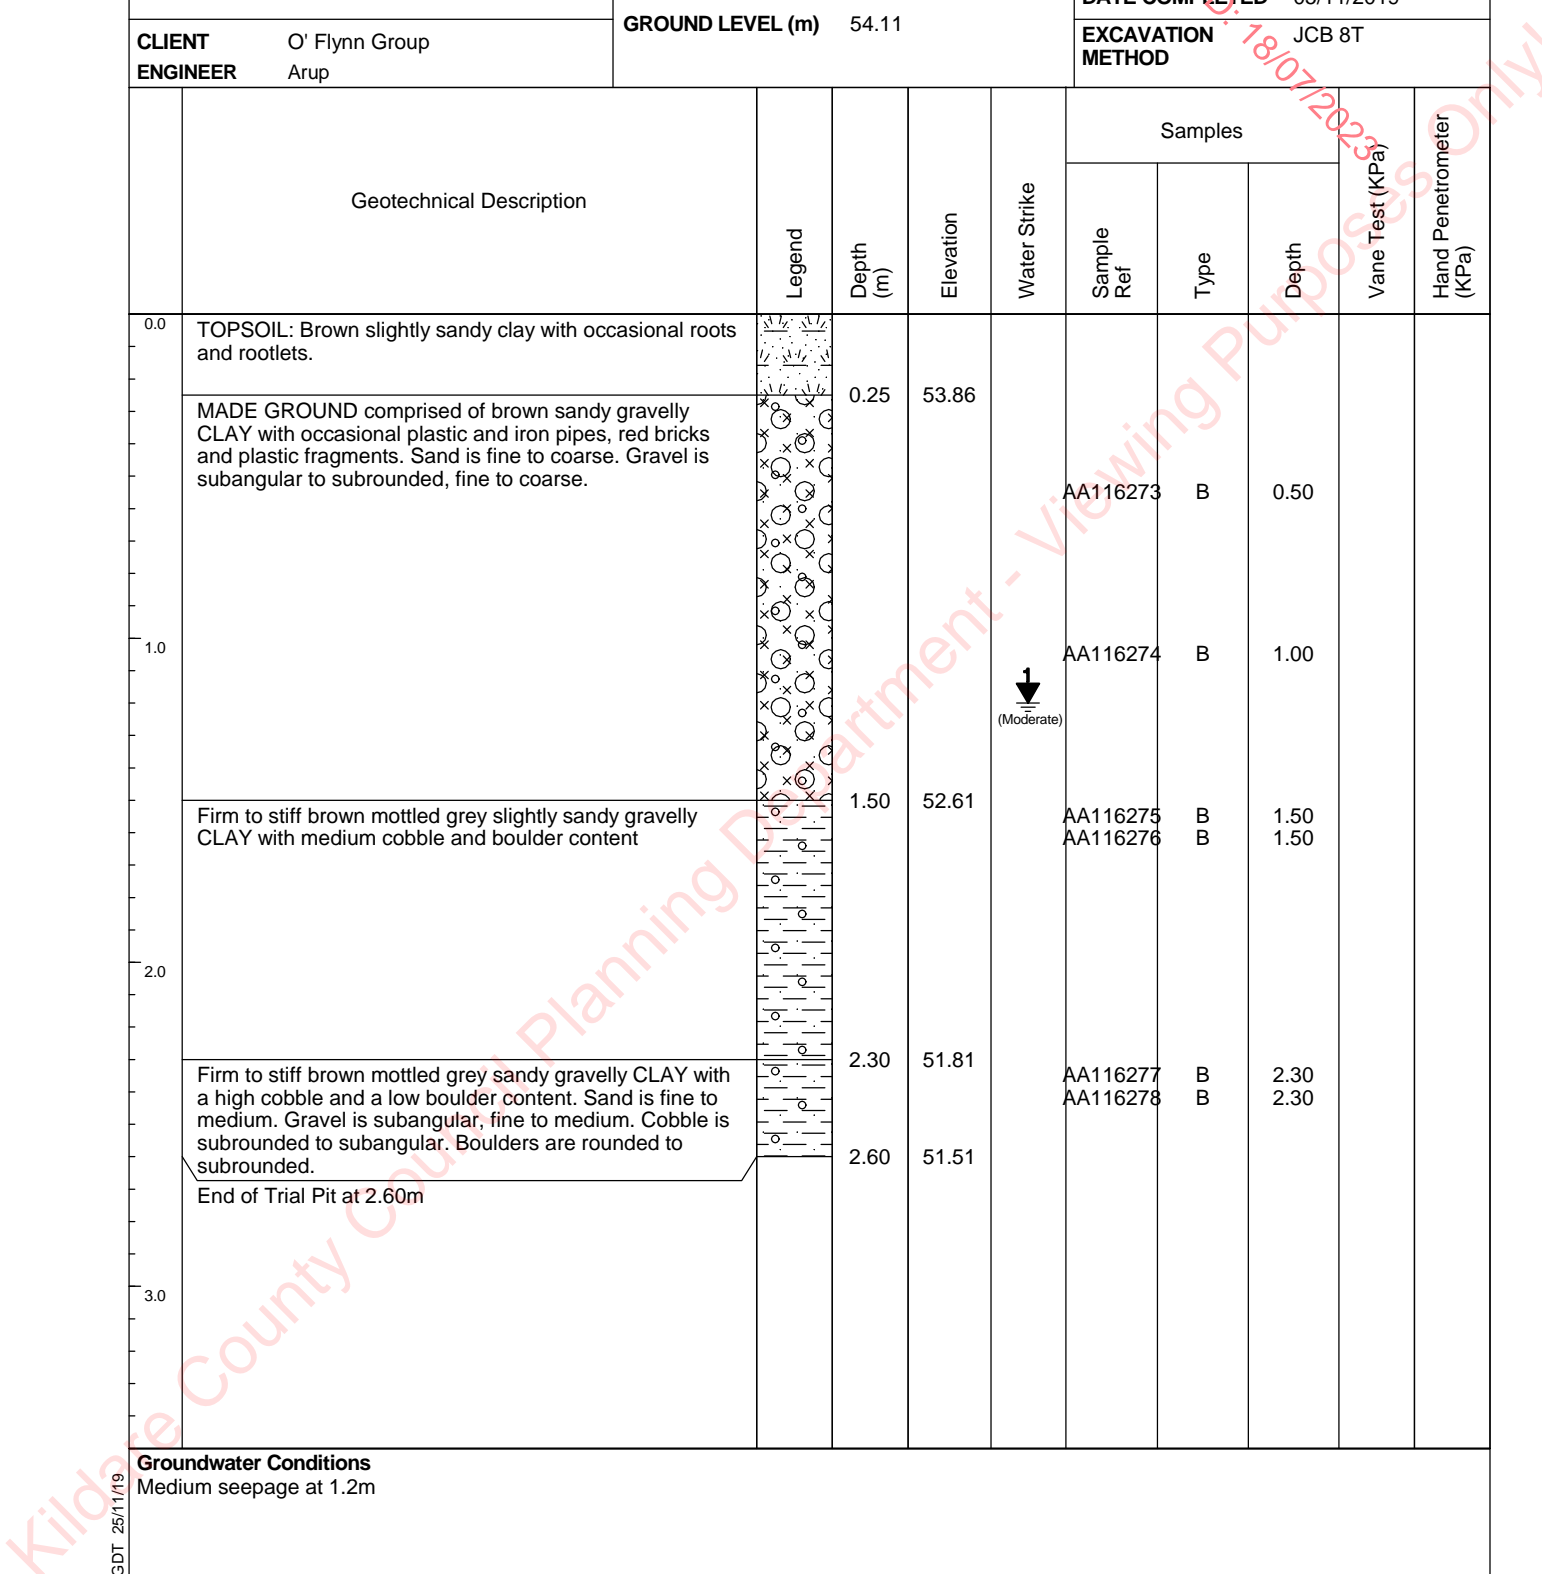 DATE COMPLETED
GROUND LEVEL (m) 54.11
CLIENT O' Flynn Group
ENGINEER Arup
EXCAVATION METHOD JCB 8T
D: 18/07/2023
Geotechnical Description
Legend
Depth (m)
Elevation
Water Strike
Samples
Sample Ref
Type
Depth
Vane Test (KPa)
Hand Penetrometer (KPa)
0.0
TOPSOIL: Brown slightly sandy clay with occasional roots
and rootlets.
0.25 53.86
MADE GROUND comprised of brown sandy gravelly
CLAY with occasional plastic and iron pipes, red bricks
and plastic fragments. Sand is fine to coarse. Gravel is
subangular to subrounded, fine to coarse.
AA116273 B 0.50
1.0
AA116274 B 1.00
1
(Moderate)
1.50 52.61
Firm to stiff brown mottled grey slightly sandy gravelly
CLAY with medium cobble and boulder content
AA116275 B 1.50
AA116276 B 1.50
2.0
2.30 51.81
Firm to stiff brown mottled grey sandy gravelly CLAY with
a high cobble and a low boulder content. Sand is fine to
medium. Gravel is subangular, fine to medium. Cobble is
subrounded to subangular. Boulders are rounded to
subrounded.
AA116277 B 2.30
AA116278 B 2.30
2.60 51.51
End of Trial Pit at 2.60m
3.0
Groundwater Conditions
Medium seepage at 1.2m
GDT 25/11/19
Kildare County Council Planning Department - Viewing Purposes Only!